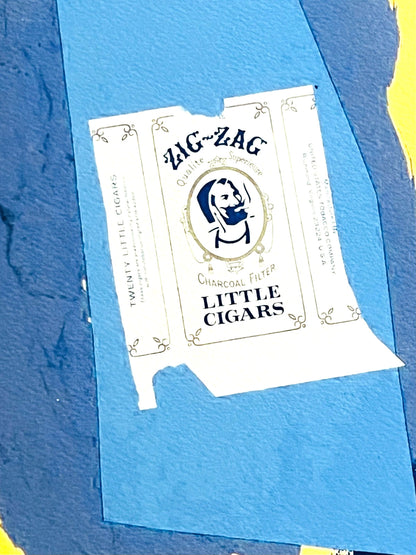 ZIG~ZAG
Qualité Supérieure
CHARCOAL FILTER
LITTLE
CIGARS
TWENTY LITTLE CIGARS
U.S.A.